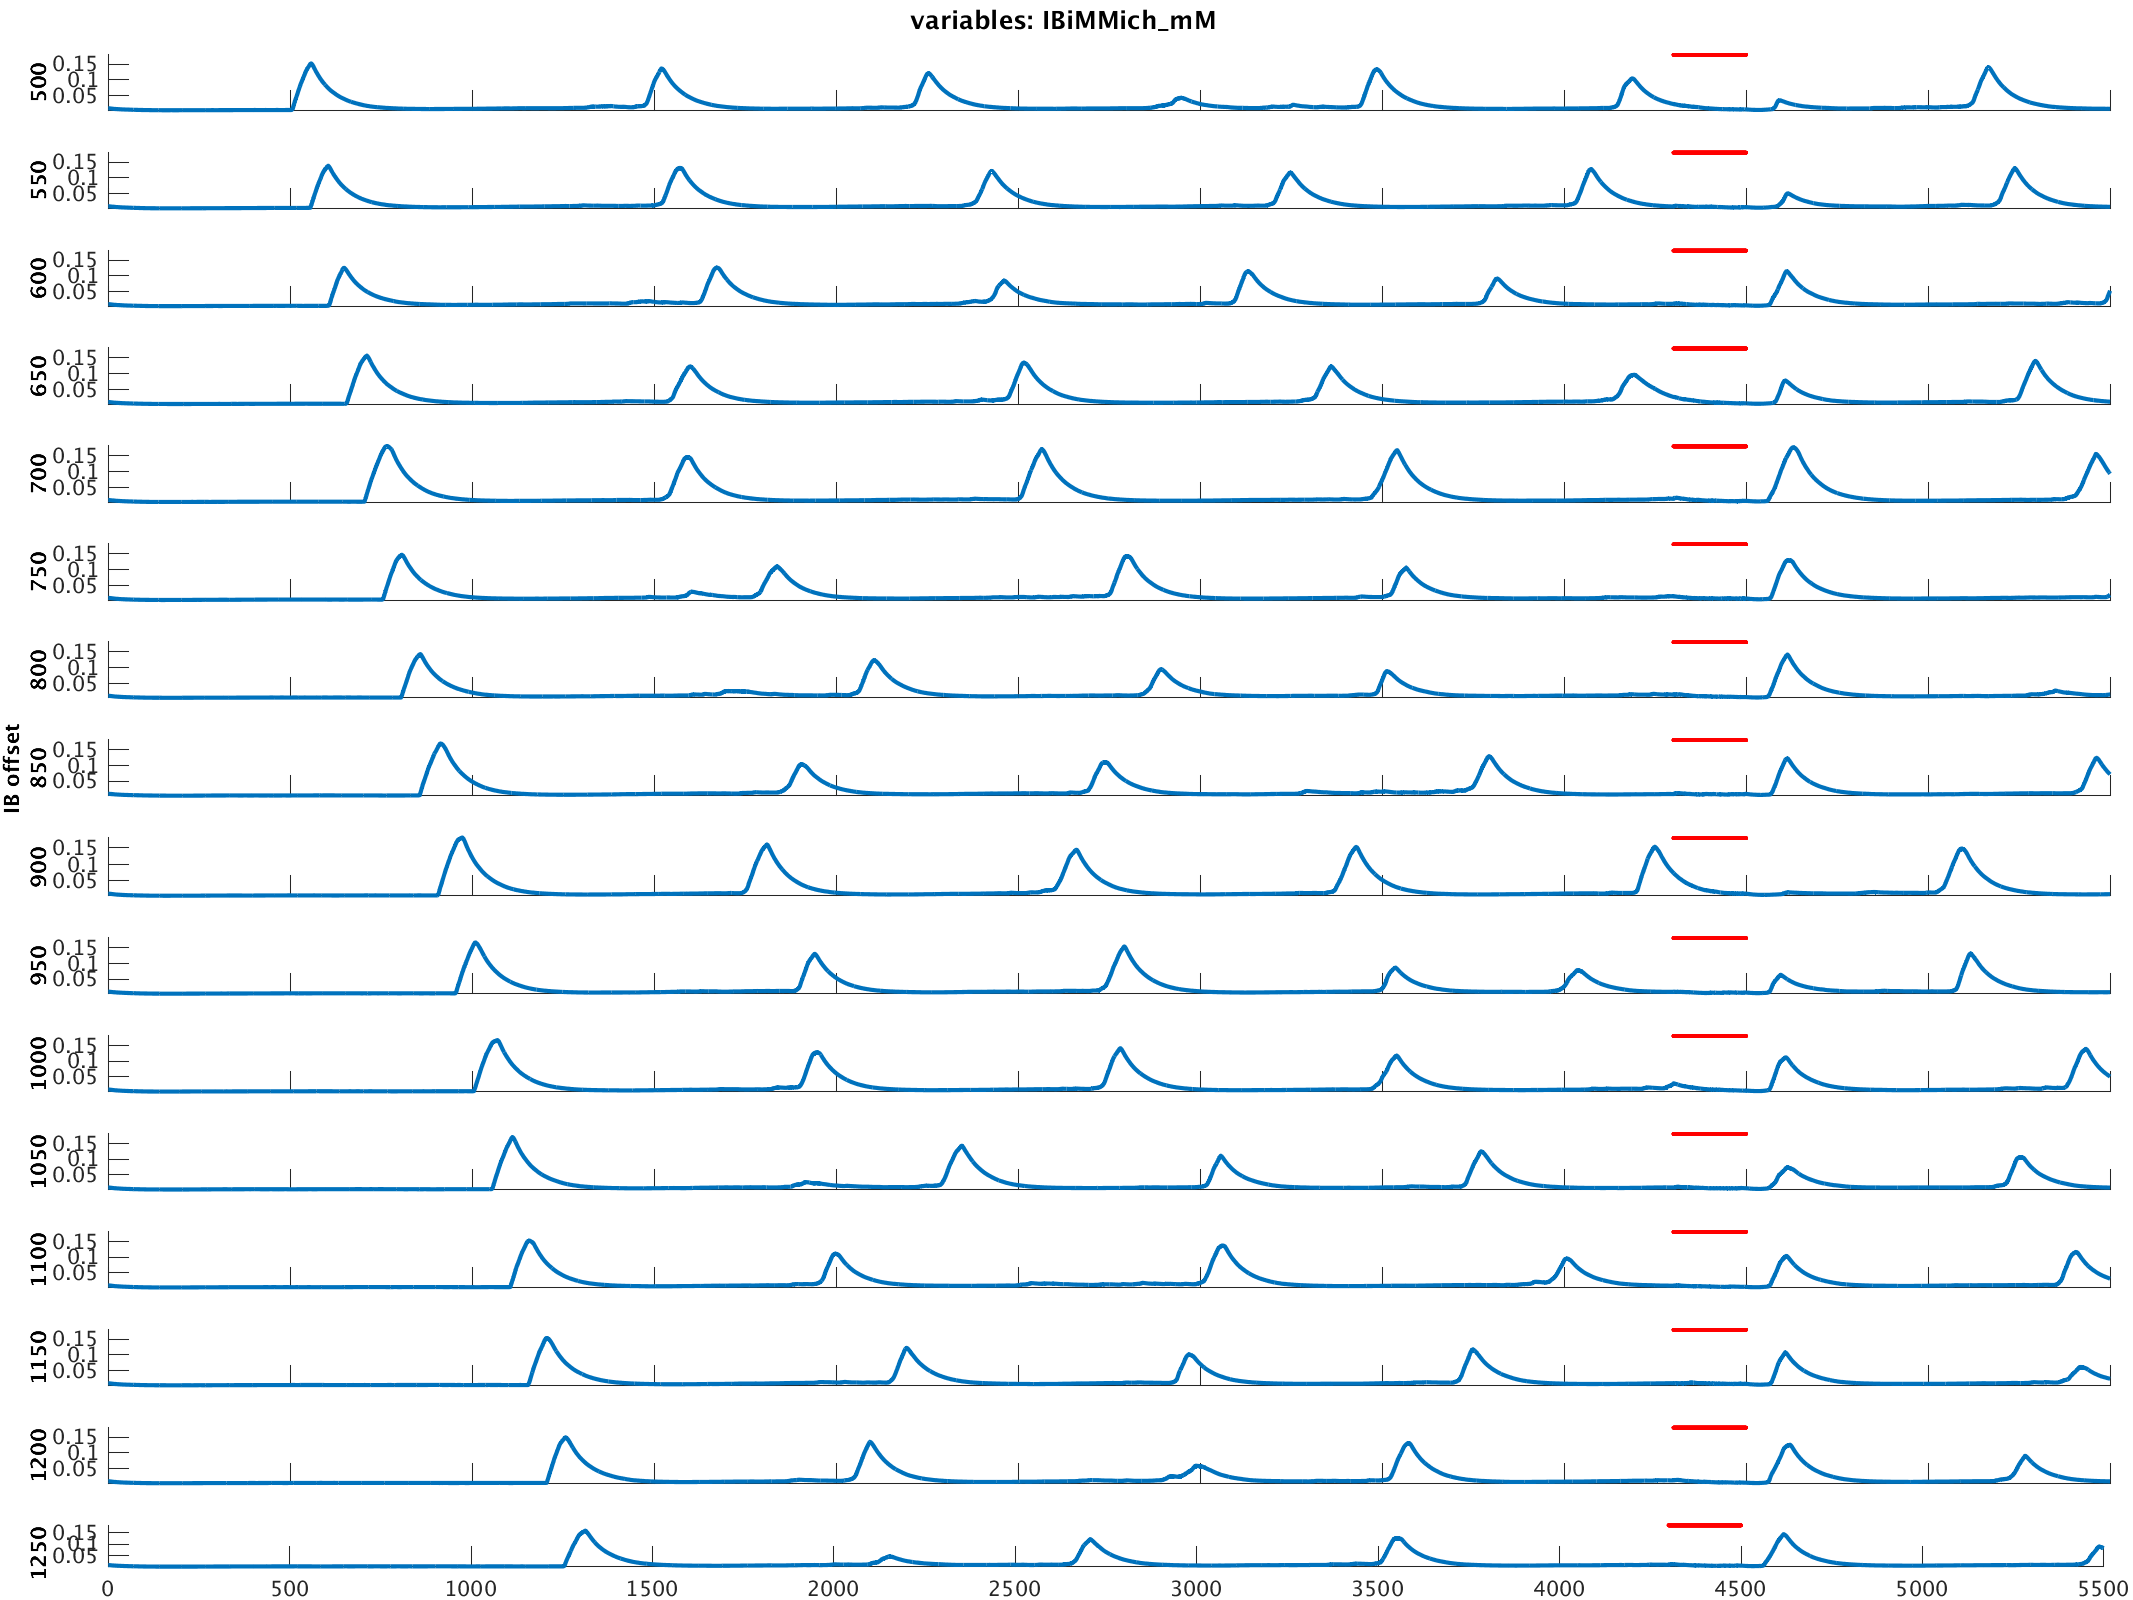 variables: IBiMMich_mM
500 0.15 0.1 0.05
550 0.15 0.1 0.05
600 0.15 0.1 0.05
650 0.15 0.1 0.05
700 0.15 0.1 0.05
750 0.15 0.1 0.05
800 0.15 0.1 0.05
IB offset
850 0.15 0.1 0.05
900 0.15 0.1 0.05
950 0.15 0.1 0.05
1000 0.15 0.1 0.05
1050 0.15 0.1 0.05
1100 0.15 0.1 0.05
1150 0.15 0.1 0.05
1200 0.15 0.1 0.05
1250 0.15 0.1 0.05
0 500 1000 1500 2000 2500 3000 3500 4000 4500 5000 5500